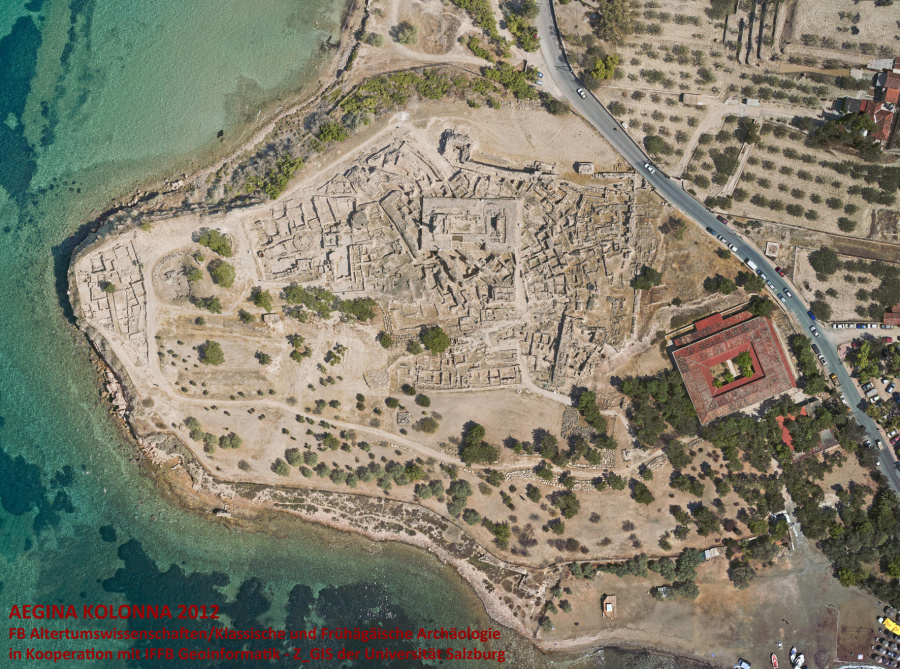 AEGINA KOLONNA 2012
FB Altertumswissenschaften/Klassische und Frühägäische Archäologie
in Kooperation mit IFFB Geoinformatik - Z_GIS der Universität Salzburg